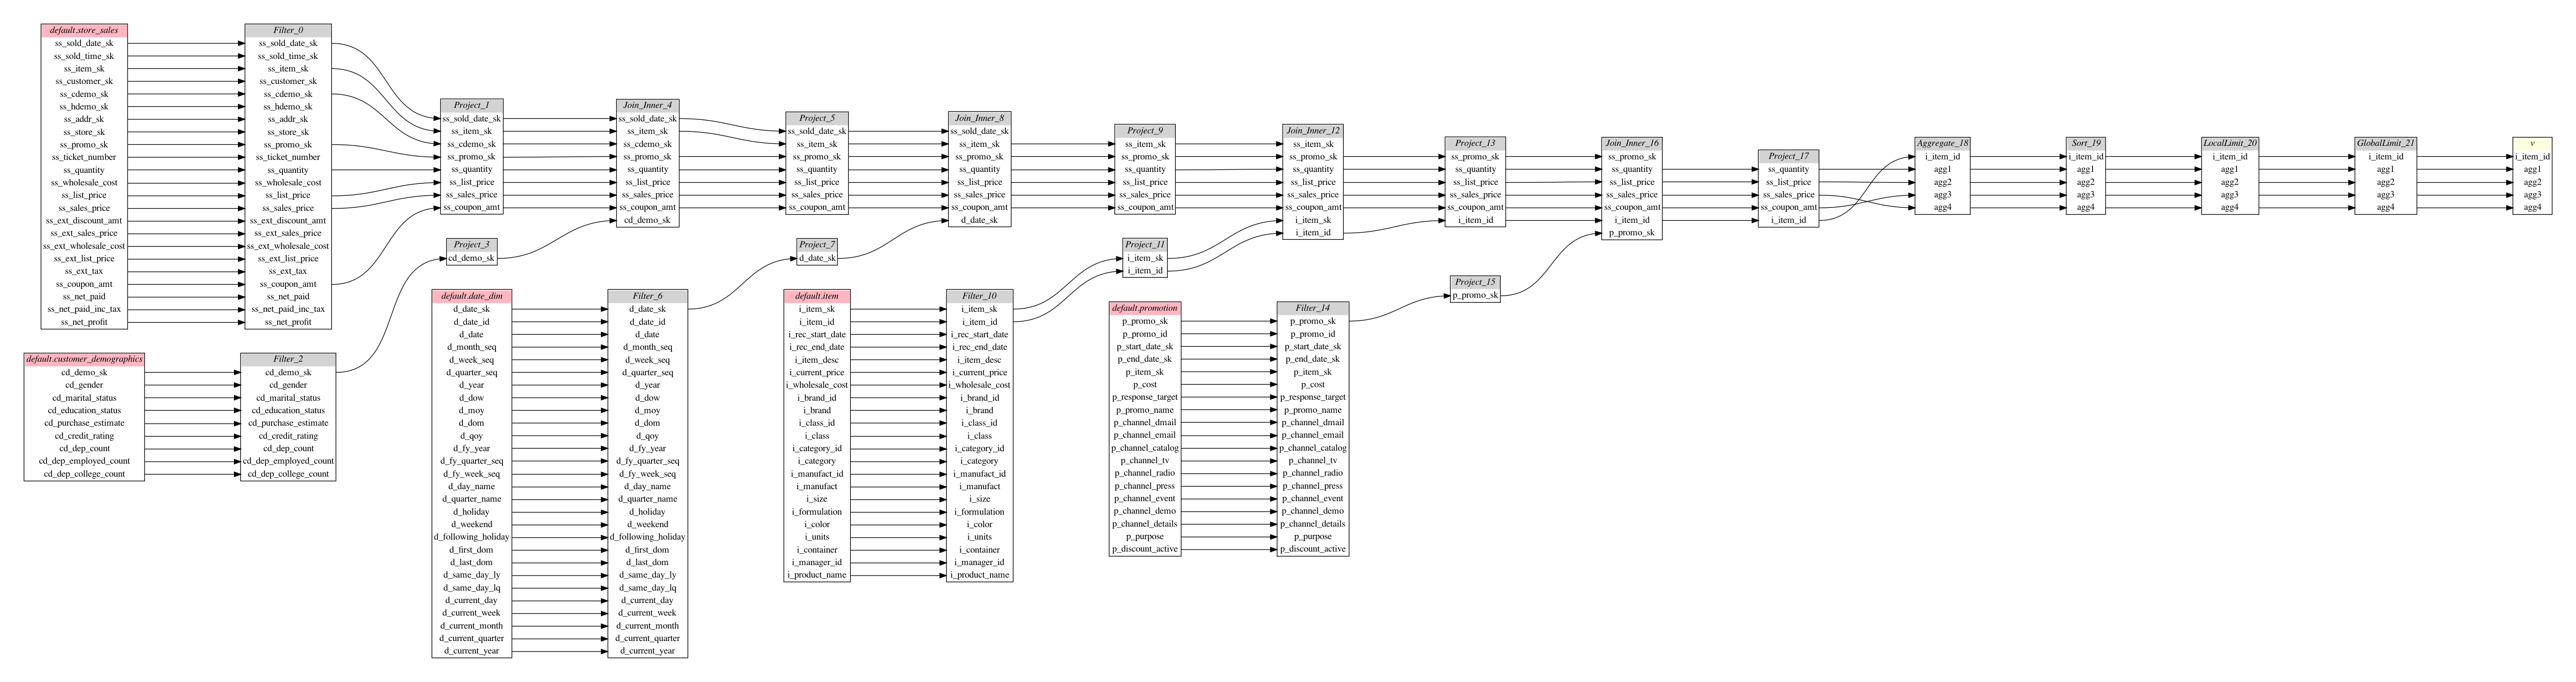 default.store_sales
ss_sold_date_sk
ss_sold_time_sk
ss_item_sk
ss_customer_sk
ss_cdemo_sk
ss_hdemo_sk
ss_addr_sk
ss_store_sk
ss_promo_sk
ss_ticket_number
ss_quantity
ss_wholesale_cost
ss_list_price
ss_sales_price
ss_ext_discount_amt
ss_ext_sales_price
ss_ext_wholesale_cost
ss_ext_list_price
ss_ext_tax
ss_coupon_amt
ss_net_paid
ss_net_paid_inc_tax
ss_net_profit
default.customer_demographics
cd_demo_sk
cd_gender
cd_marital_status
cd_education_status
cd_purchase_estimate
cd_credit_rating
cd_dep_count
cd_dep_employed_count
cd_dep_college_count
Filter_0
ss_sold_date_sk
ss_sold_time_sk
ss_item_sk
ss_customer_sk
ss_cdemo_sk
ss_hdemo_sk
ss_addr_sk
ss_store_sk
ss_promo_sk
ss_ticket_number
ss_quantity
ss_wholesale_cost
ss_list_price
ss_sales_price
ss_ext_discount_amt
ss_ext_sales_price
ss_ext_wholesale_cost
ss_ext_list_price
ss_ext_tax
ss_coupon_amt
ss_net_paid
ss_net_paid_inc_tax
ss_net_profit
Filter_2
cd_demo_sk
cd_gender
cd_marital_status
cd_education_status
cd_purchase_estimate
cd_credit_rating
cd_dep_count
cd_dep_employed_count
cd_dep_college_count
Project_1
ss_sold_date_sk
ss_item_sk
ss_cdemo_sk
ss_promo_sk
ss_quantity
ss_list_price
ss_sales_price
ss_coupon_amt
Project_3
cd_demo_sk
default.date_dim
d_date_sk
d_date_id
d_date
d_month_seq
d_week_seq
d_quarter_seq
d_year
d_dow
d_moy
d_dom
d_qoy
d_fy_year
d_fy_quarter_seq
d_fy_week_seq
d_day_name
d_quarter_name
d_holiday
d_weekend
d_following_holiday
d_first_dom
d_last_dom
d_same_day_ly
d_same_day_lq
d_current_day
d_current_week
d_current_month
d_current_quarter
d_current_year
Join_Inner_4
ss_sold_date_sk
ss_item_sk
ss_cdemo_sk
ss_promo_sk
ss_quantity
ss_list_price
ss_sales_price
ss_coupon_amt
cd_demo_sk
Filter_6
d_date_sk
d_date_id
d_date
d_month_seq
d_week_seq
d_quarter_seq
d_year
d_dow
d_moy
d_dom
d_qoy
d_fy_year
d_fy_quarter_seq
d_fy_week_seq
d_day_name
d_quarter_name
d_holiday
d_weekend
d_following_holiday
d_first_dom
d_last_dom
d_same_day_ly
d_same_day_lq
d_current_day
d_current_week
d_current_month
d_current_quarter
d_current_year
Project_5
ss_sold_date_sk
ss_item_sk
ss_promo_sk
ss_quantity
ss_list_price
ss_sales_price
ss_coupon_amt
Project_7
d_date_sk
default.item
i_item_sk
i_item_id
i_rec_start_date
i_rec_end_date
i_item_desc
i_current_price
i_wholesale_cost
i_brand_id
i_brand
i_class_id
i_class
i_category_id
i_category
i_manufact_id
i_manufact
i_size
i_formulation
i_color
i_units
i_container
i_manager_id
i_product_name
Join_Inner_8
ss_sold_date_sk
ss_item_sk
ss_promo_sk
ss_quantity
ss_list_price
ss_sales_price
ss_coupon_amt
d_date_sk
Filter_10
i_item_sk
i_item_id
i_rec_start_date
i_rec_end_date
i_item_desc
i_current_price
i_wholesale_cost
i_brand_id
i_brand
i_class_id
i_class
i_category_id
i_category
i_manufact_id
i_manufact
i_size
i_formulation
i_color
i_units
i_container
i_manager_id
i_product_name
Project_9
ss_item_sk
ss_promo_sk
ss_quantity
ss_list_price
ss_sales_price
ss_coupon_amt
Project_11
i_item_sk
i_item_id
default.promotion
p_promo_sk
p_promo_id
p_start_date_sk
p_end_date_sk
p_item_sk
p_cost
p_response_target
p_promo_name
p_channel_dmail
p_channel_email
p_channel_catalog
p_channel_tv
p_channel_radio
p_channel_press
p_channel_event
p_channel_demo
p_channel_details
p_purpose
p_discount_active
Join_Inner_12
ss_item_sk
ss_promo_sk
ss_quantity
ss_list_price
ss_sales_price
ss_coupon_amt
i_item_sk
i_item_id
Filter_14
p_promo_sk
p_promo_id
p_start_date_sk
p_end_date_sk
p_item_sk
p_cost
p_response_target
p_promo_name
p_channel_dmail
p_channel_email
p_channel_catalog
p_channel_tv
p_channel_radio
p_channel_press
p_channel_event
p_channel_demo
p_channel_details
p_purpose
p_discount_active
Project_13
ss_promo_sk
ss_quantity
ss_list_price
ss_sales_price
ss_coupon_amt
i_item_id
Project_15
p_promo_sk
Join_Inner_16
ss_promo_sk
ss_quantity
ss_list_price
ss_sales_price
ss_coupon_amt
i_item_id
p_promo_sk
Project_17
ss_quantity
ss_list_price
ss_sales_price
ss_coupon_amt
i_item_id
Aggregate_18
i_item_id
agg1
agg2
agg3
agg4
Sort_19
i_item_id
agg1
agg2
agg3
agg4
LocalLimit_20
i_item_id
agg1
agg2
agg3
agg4
GlobalLimit_21
i_item_id
agg1
agg2
agg3
agg4
v
i_item_id
agg1
agg2
agg3
agg4